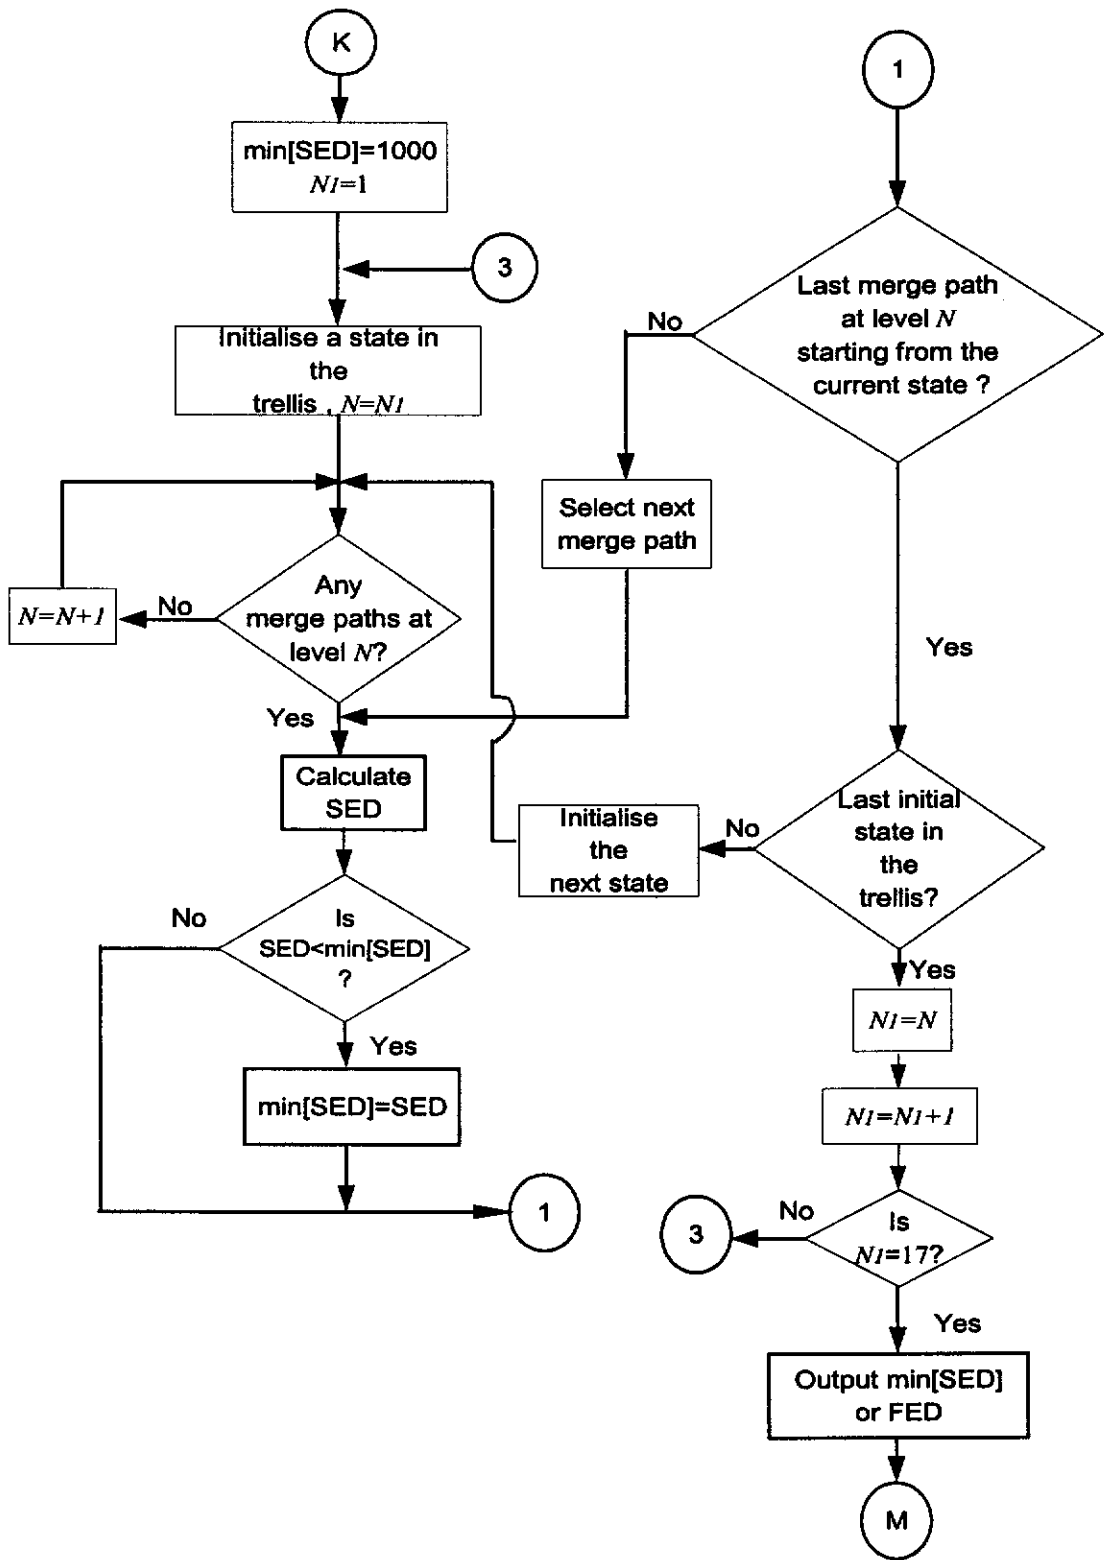 K
min[SED]=1000
N1=1
3
Initialise a state in
the
trellis , N=N1
N=N+1
No
Any
merge paths at
level N?
Yes
Calculate
SED
No
Is
SED<min[SED]
?
Yes
min[SED]=SED
1
1
Last merge path
at level N
starting from the
current state ?
No
Select next
merge path
Yes
Last initial
state in
the
trellis?
No
Initialise
the
next state
Yes
N1=N
N1=N1+1
Is
N1=17?
No
3
Yes
Output min[SED]
or FED
M